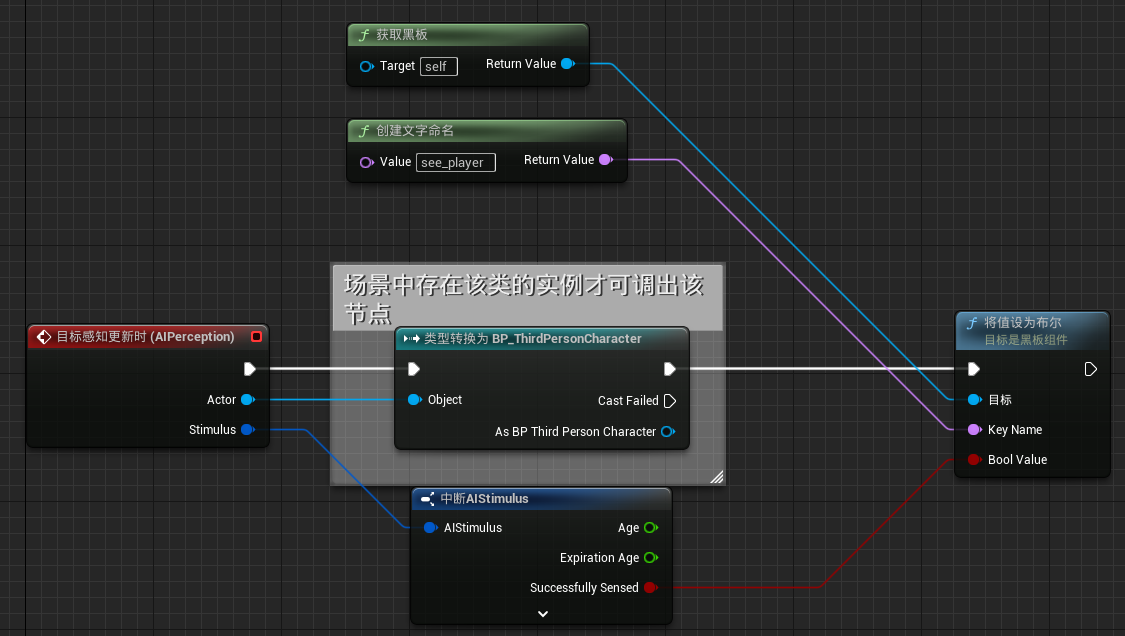 获取黑板
Target self Return Value
创建文字命名
Value see_player Return Value
场景中存在该类的实例才可调出该
节点
目标感知更新时 (AIPerception)
Actor
Stimulus
类型转换为 BP_ThirdPersonCharacter
Object Cast Failed
As BP Third Person Character
将值设为布尔
目标是黑板组件
目标
Key Name
Bool Value
中断AIStimulus
AIStimulus Age
Expiration Age
Successfully Sensed